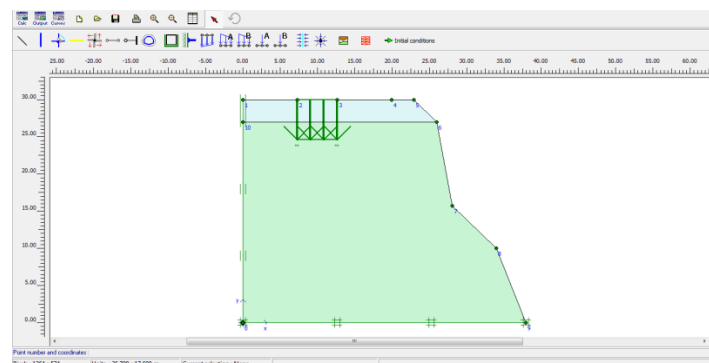 Calc Output Curves
A B A B Initial conditions
25.00 -20.00 -15.00 -10.00 -5.00 0.00 5.00 10.00 15.00 20.00 25.00 30.00 35.00 40.00 45.00 50.00 55.00 60.00
30.00
1 2 3 4 5
10 6
25.00
20.00
15.00
7
10.00
8
5.00
y
0.00
0 x 9
Point number and coordinates :